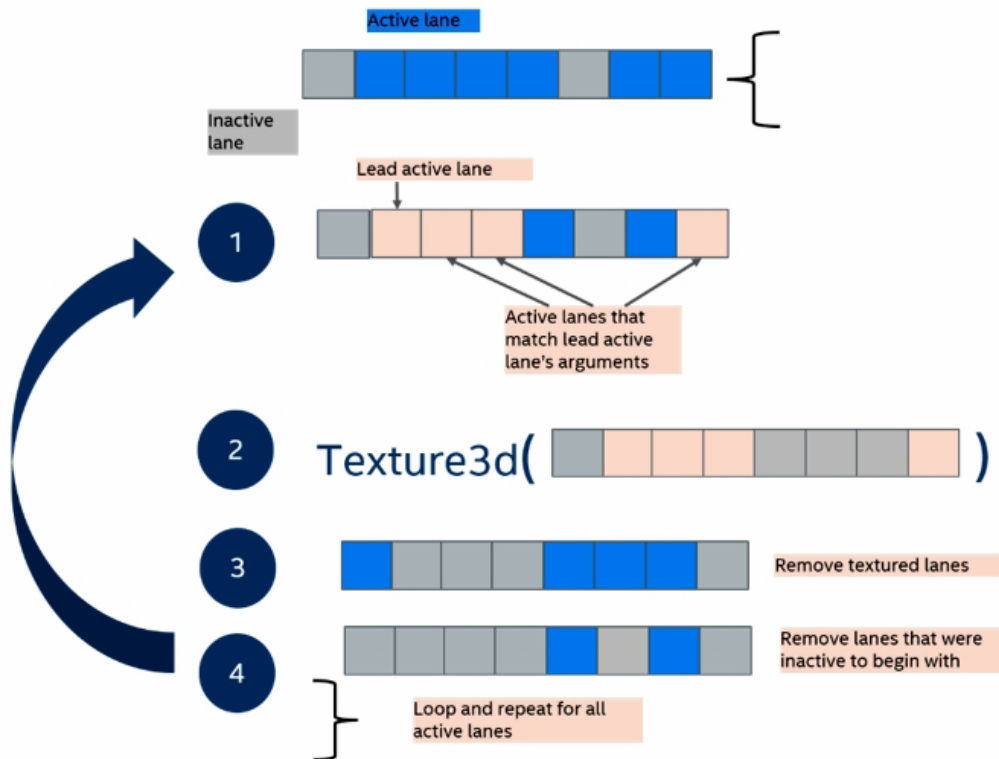 Active lane
Inactive
lane
Lead active lane
1
Active lanes that
match lead active
lane's arguments
2
Texture3d( )
3
Remove textured lanes
4
Remove lanes that were
inactive to begin with
Loop and repeat for all
active lanes